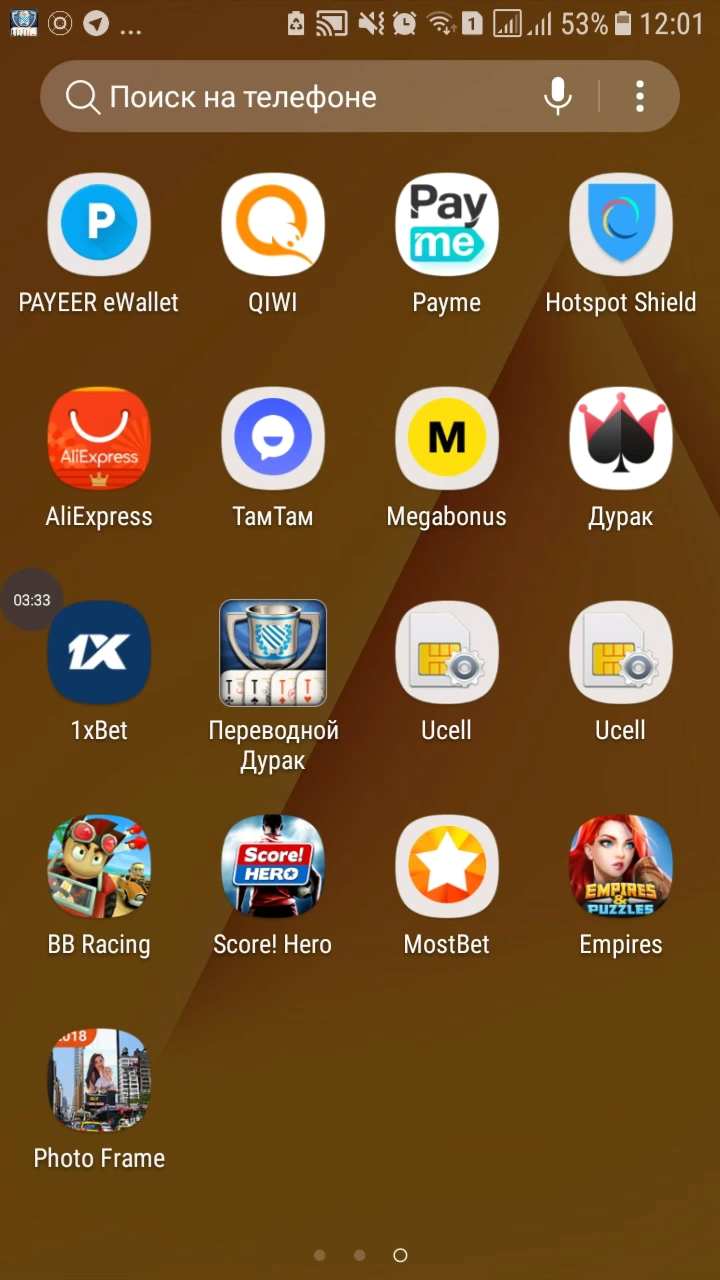 ... 1 53% 12:01
Поиск на телефоне
P
Pay
me
PAYEER eWallet QIWI Payme Hotspot Shield
AliExpress
M
AliExpress ТамТам Megabonus Дурак
03:33
1X
1xBet Переводной Ucell Ucell
Дурак
Score!
HERO
EMPIRES
&
PUZZLES
BB Racing Score! Hero MostBet Empires
2018
Photo Frame